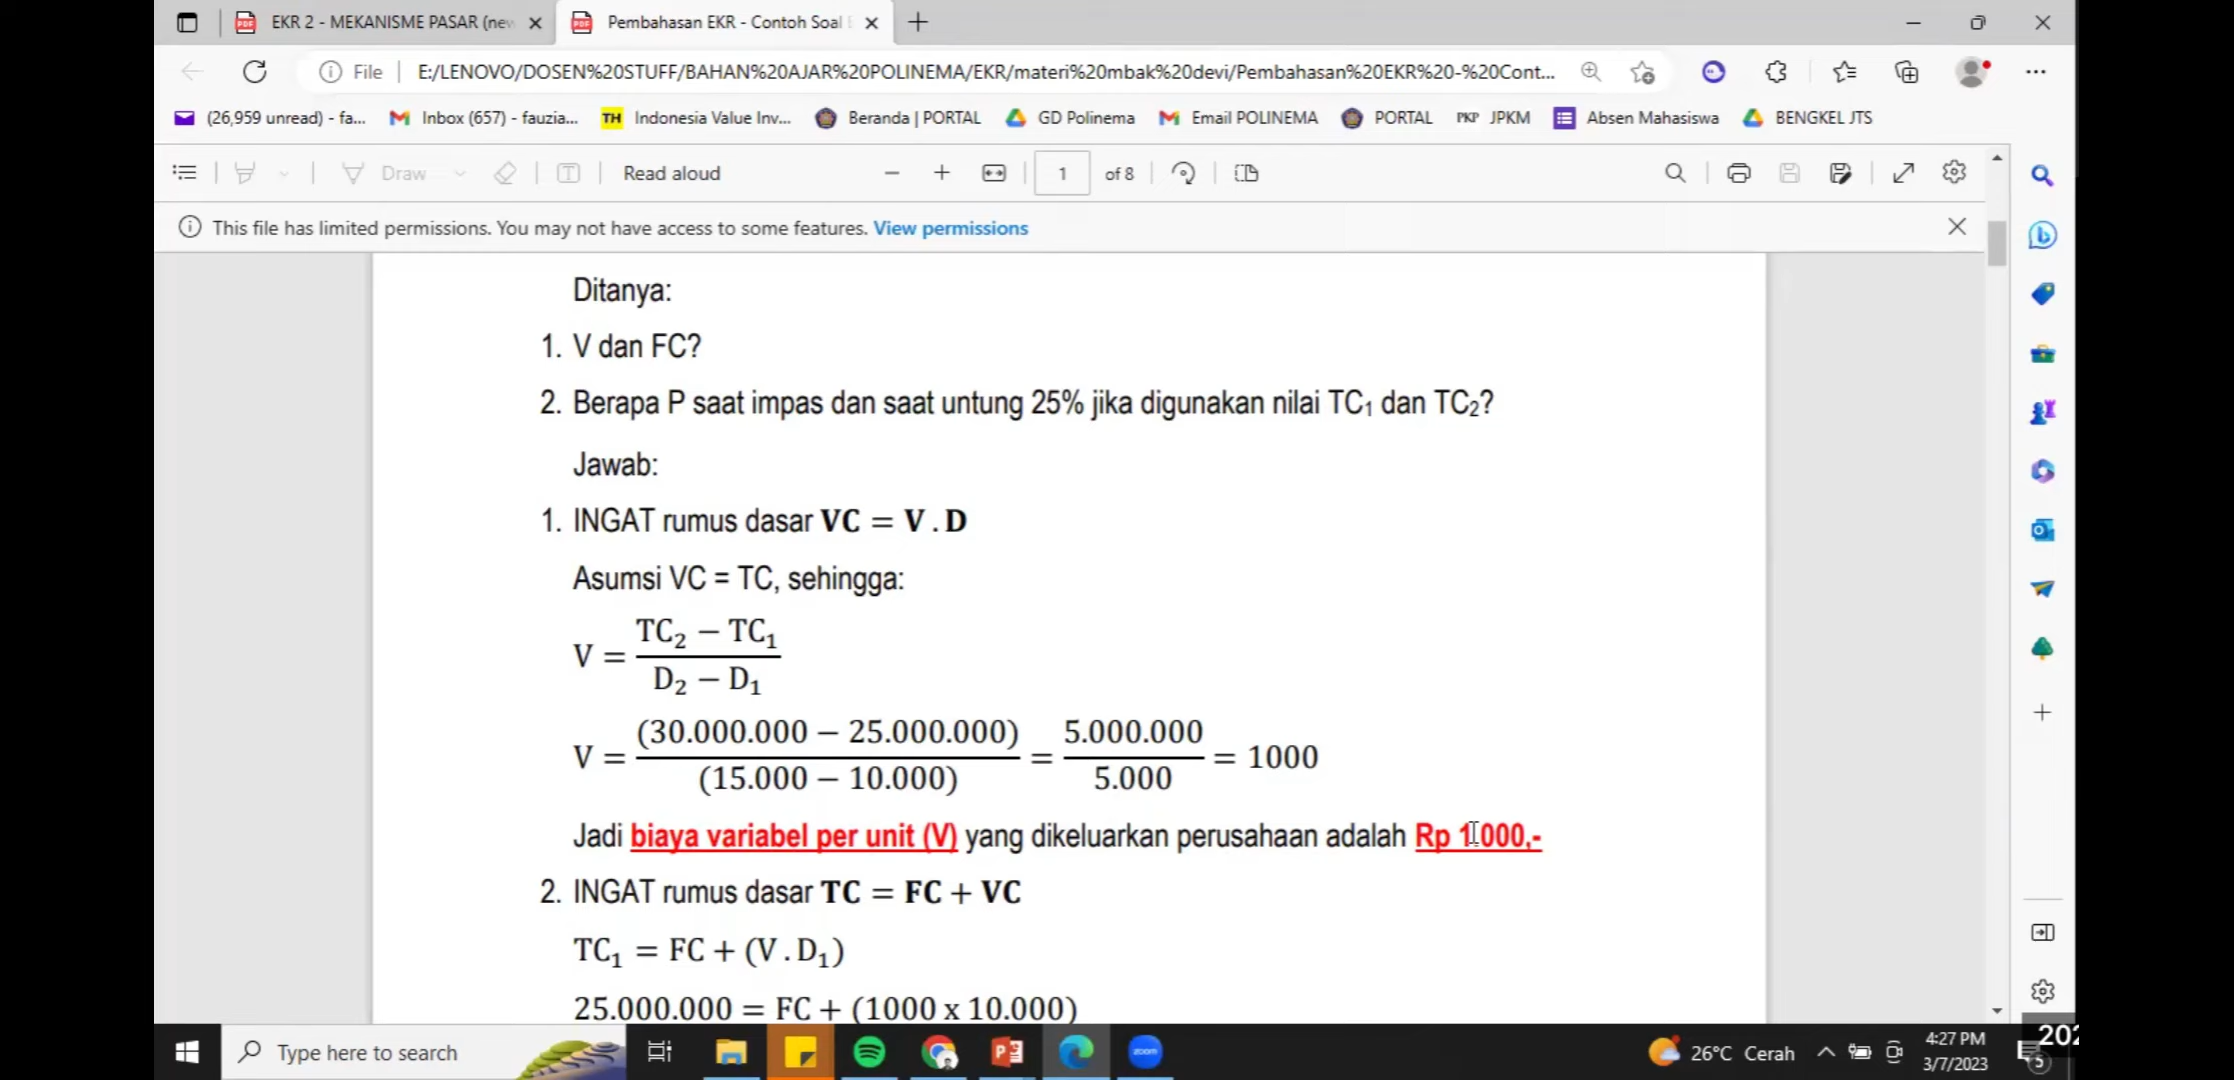 EKR 2 - MEKANISME PASAR (new
Pembahasan EKR - Contoh Soal
File
E:/LENOVO/DOSEN%20STUFF/BAHAN%20AJAR%20POLINEMA/EKR/materi%20mbak%20devi/Pembahasan%20EKR%20-%20Cont...
(26,959 unread) - fa...
Inbox (657) - fauzia...
TH Indonesia Value Inv...
Beranda | PORTAL
GD Polinema
Email POLINEMA
PORTAL
PKP JPKM
Absen Mahasiswa
BENGKEL JTS
Draw
Read aloud
1 of 8
This file has limited permissions. You may not have access to some features. View permissions
Ditanya:
1. V dan FC?
2. Berapa P saat impas dan saat untung 25% jika digunakan nilai TC₁ dan TC₂?
Jawab:
1. INGAT rumus dasar VC = V . D
Asumsi VC = TC, sehingga:
V = (TC₂ − TC₁) / (D₂ − D₁)
V = (30.000.000 − 25.000.000) / (15.000 − 10.000) = 5.000.000 / 5.000 = 1000
Jadi biaya variabel per unit (V) yang dikeluarkan perusahaan adalah Rp 1.000,-
2. INGAT rumus dasar TC = FC + VC
TC₁ = FC + (V . D₁)
25.000.000 = FC + (1000 x 10.000)
Type here to search
zoom
26°C Cerah
4:27 PM
3/7/2023
5
202